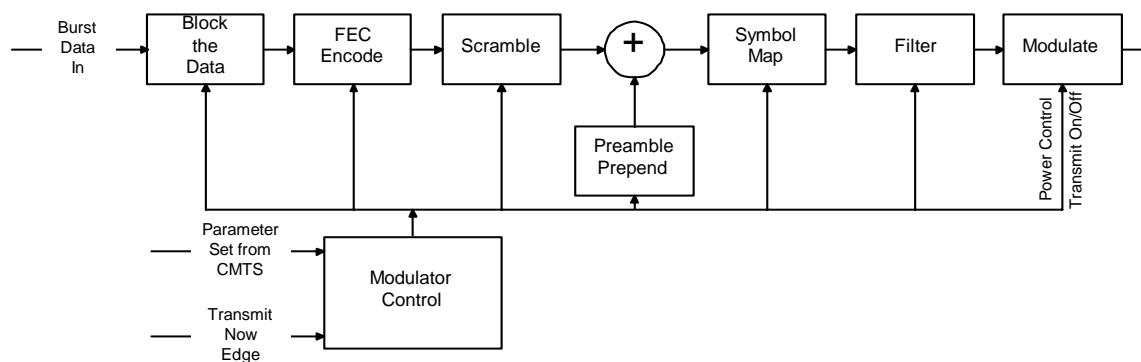 Burst
Data
In
Block
the
Data
FEC
Encode
Scramble
+
Symbol
Map
Filter
Modulate
Preamble
Prepend
Power Control
Transmit On/Off
Parameter
Set from
CMTS
Modulator
Control
Transmit
Now
Edge